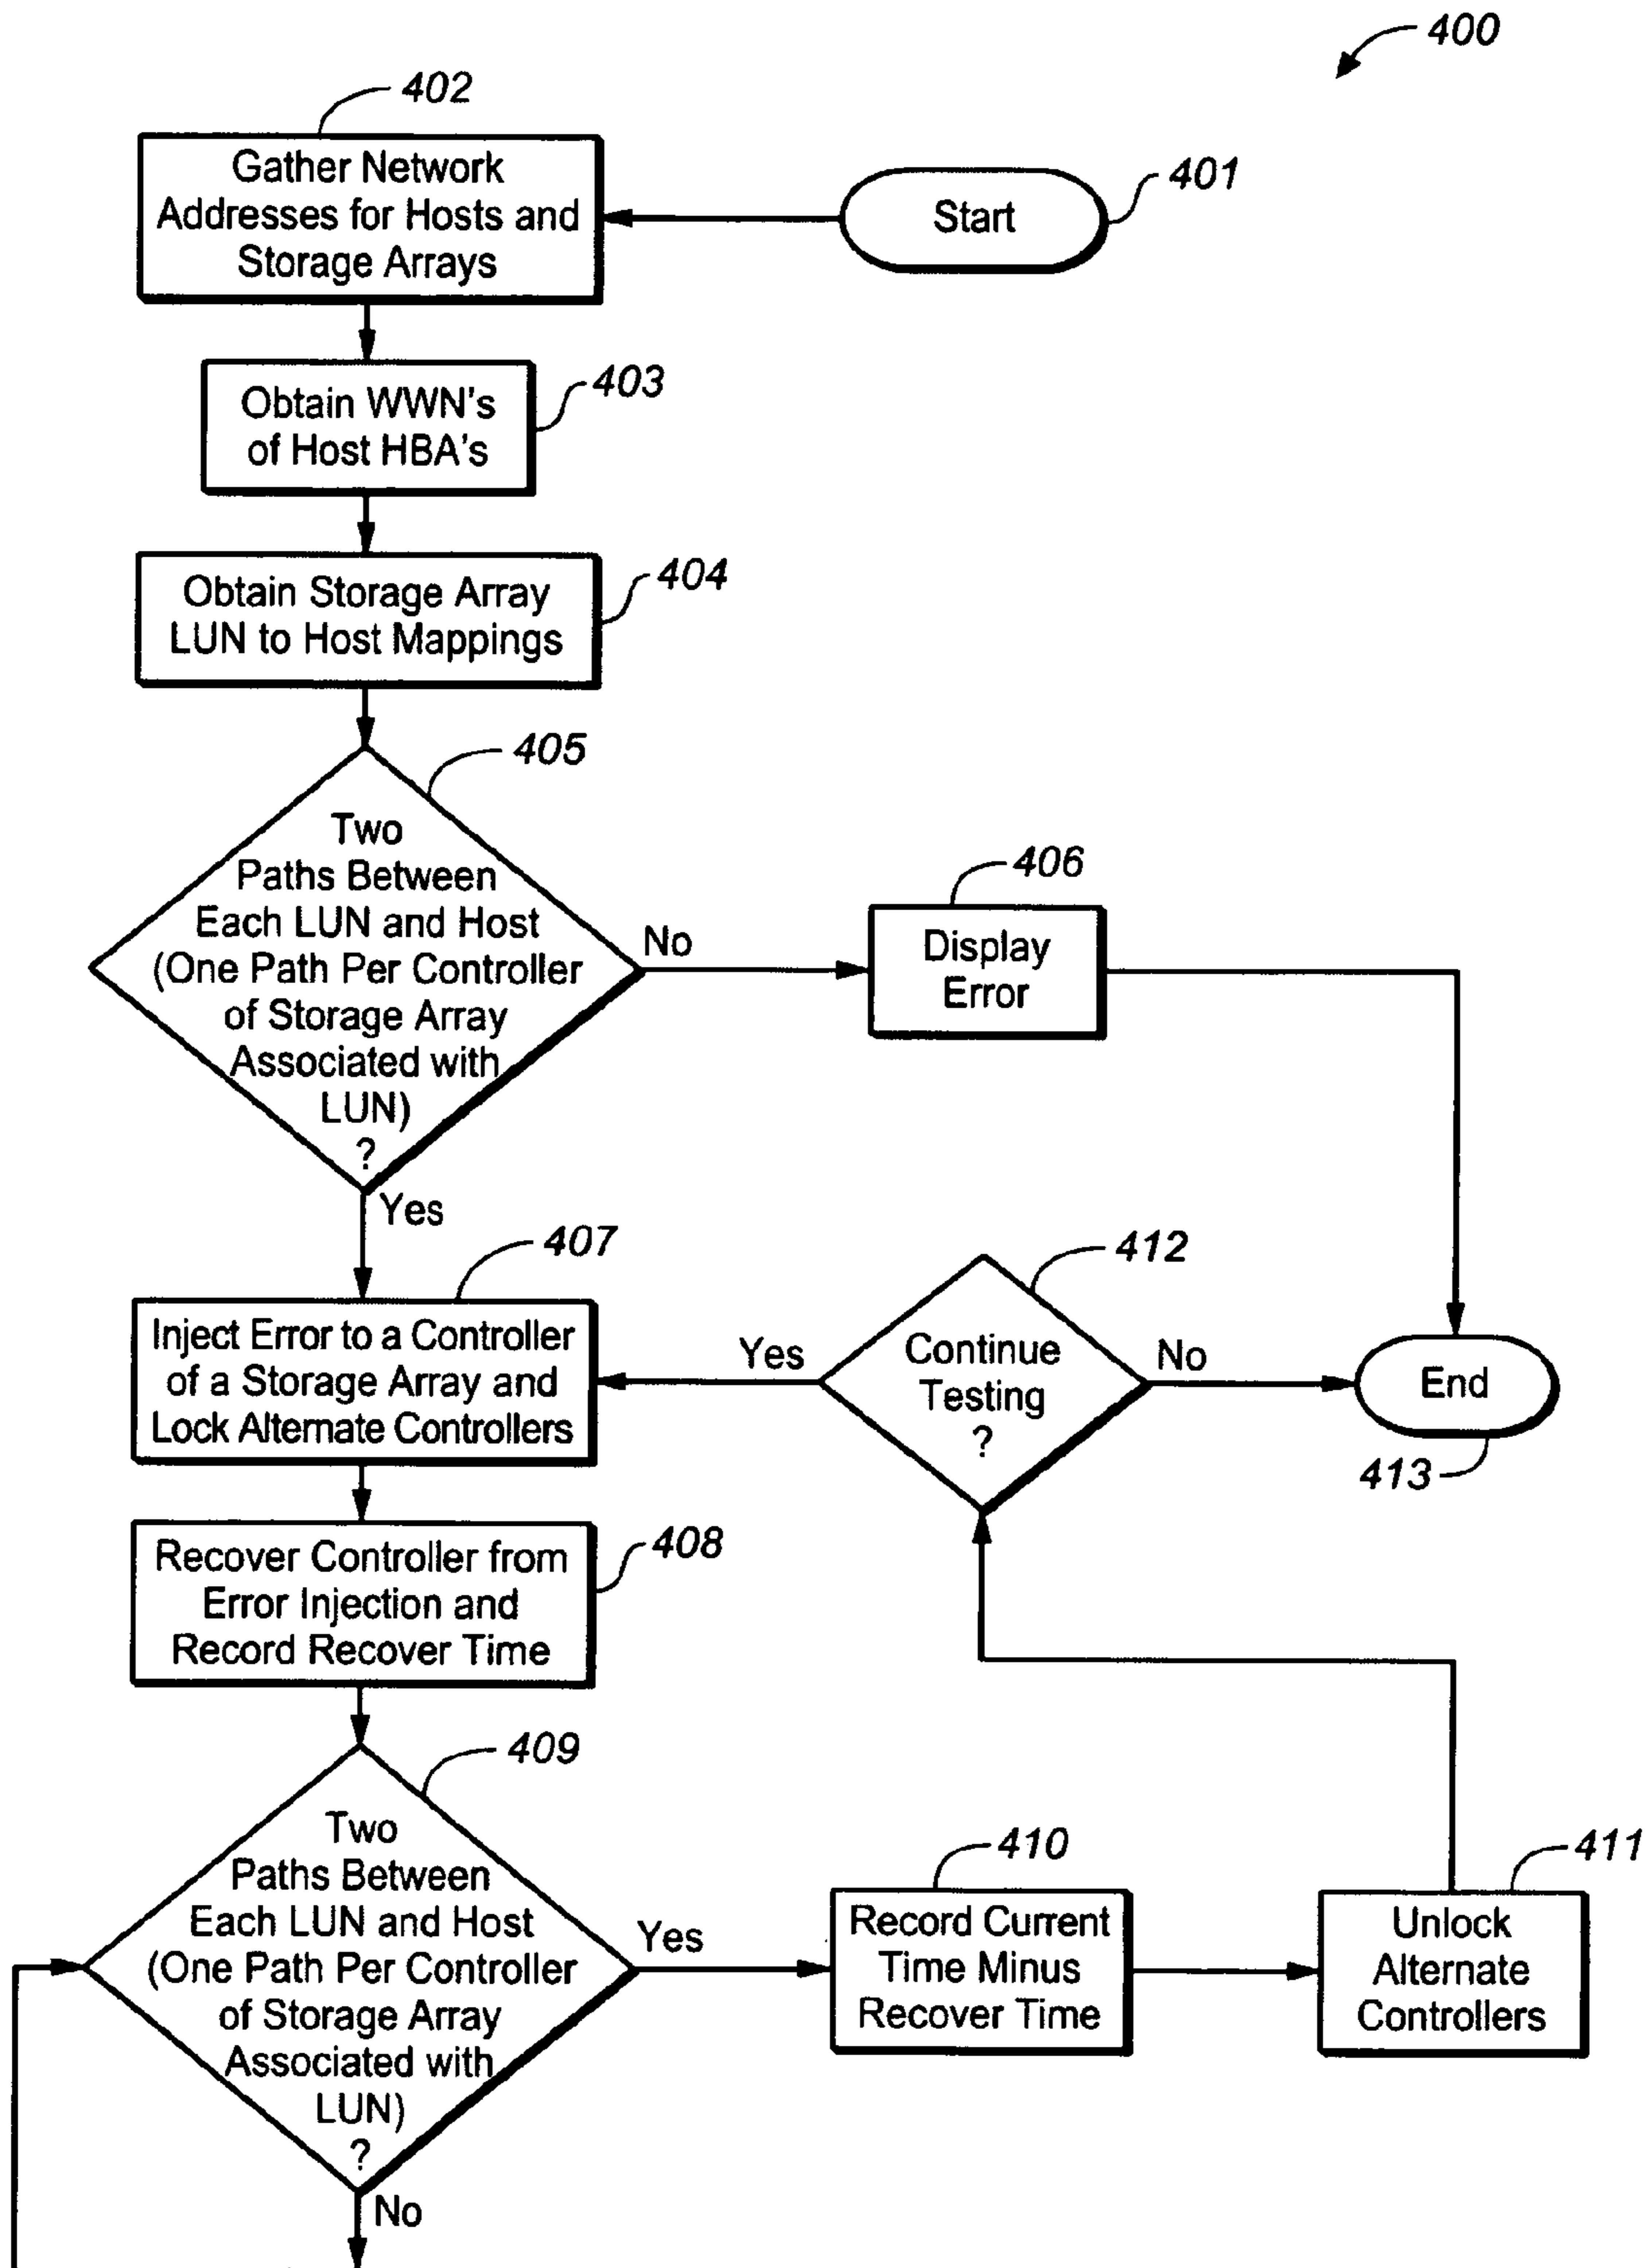 400
402
Gather Network
Addresses for Hosts and
Storage Arrays
Start
401
Obtain WWN's
of Host HBA's
403
Obtain Storage Array
LUN to Host Mappings
404
405
Two
Paths Between
Each LUN and Host
(One Path Per Controller
of Storage Array
Associated with
LUN)
?
No
406
Display
Error
Yes
407
Inject Error to a Controller
of a Storage Array and
Lock Alternate Controllers
Yes
412
Continue
Testing
?
No
End
413
Recover Controller from
Error Injection and
Record Recover Time
408
409
Two
Paths Between
Each LUN and Host
(One Path Per Controller
of Storage Array
Associated with
LUN)
?
Yes
410
Record Current
Time Minus
Recover Time
411
Unlock
Alternate
Controllers
No